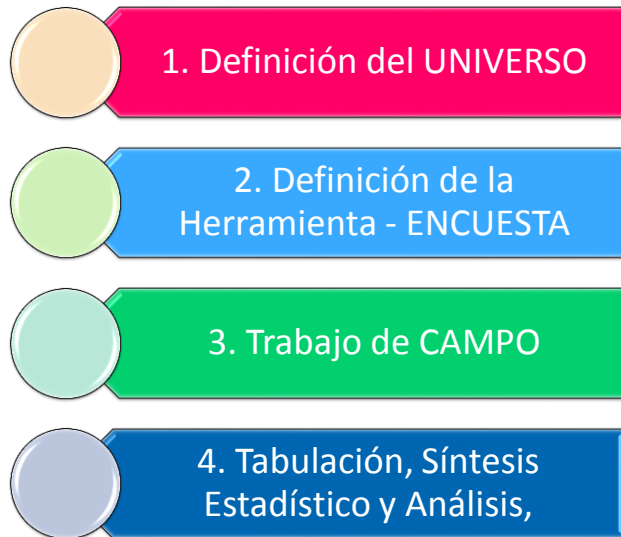 1. Definición del UNIVERSO
2. Definición de la
Herramienta - ENCUESTA
3. Trabajo de CAMPO
4. Tabulación, Síntesis
Estadístico y Análisis,